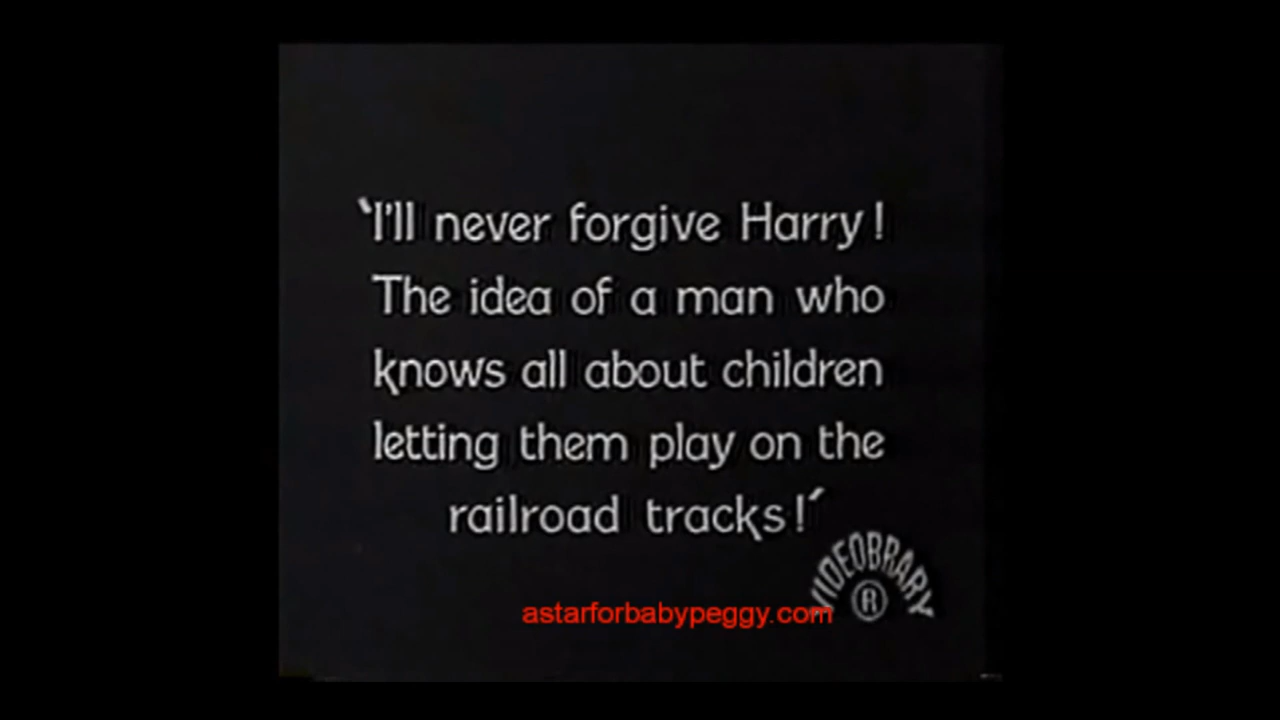 ‛I'll never forgive Harry!
The idea of a man who
knows all about children
letting them play on the
railroad tracks!´
VIDEOBRARY
®
astarforbabypeggy.com